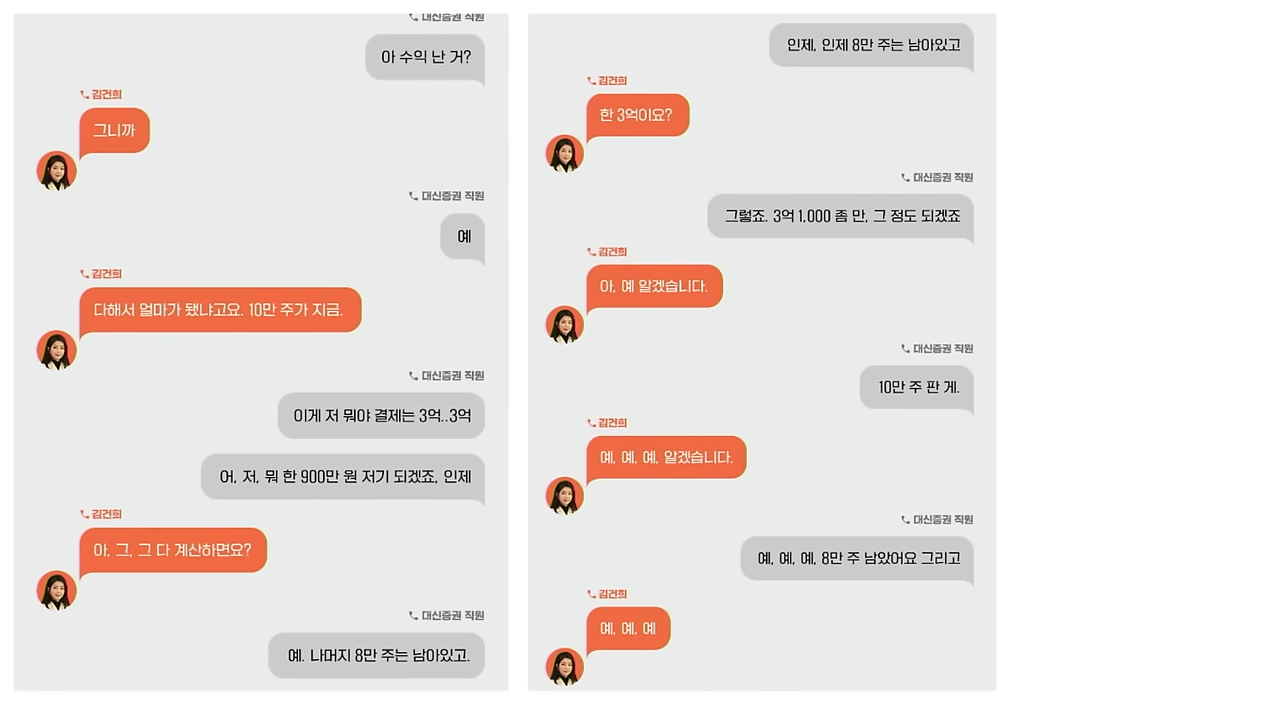 대신증권 직원
아 수익 난 거?
김건희
그니까
대신증권 직원
예
김건희
다해서 얼마가 됐냐고요. 10만 주가 지금.
대신증권 직원
이게 저 뭐야 결제는 3억..3억
어, 저, 뭐 한 900만 원 저기 되겠죠, 인제
김건희
아, 그, 그 다 계산하면요?
대신증권 직원
예. 나머지 8만 주는 남아있고.
인제, 인제 8만 주는 남아있고
김건희
한 3억이요?
대신증권 직원
그렇죠. 3억 1,000 좀 만, 그 정도 되겠죠
김건희
아, 예 알겠습니다.
대신증권 직원
10만 주 판 게.
김건희
예, 예, 예, 알겠습니다.
대신증권 직원
예, 예, 예, 8만 주 남았어요 그리고
김건희
예, 예, 예